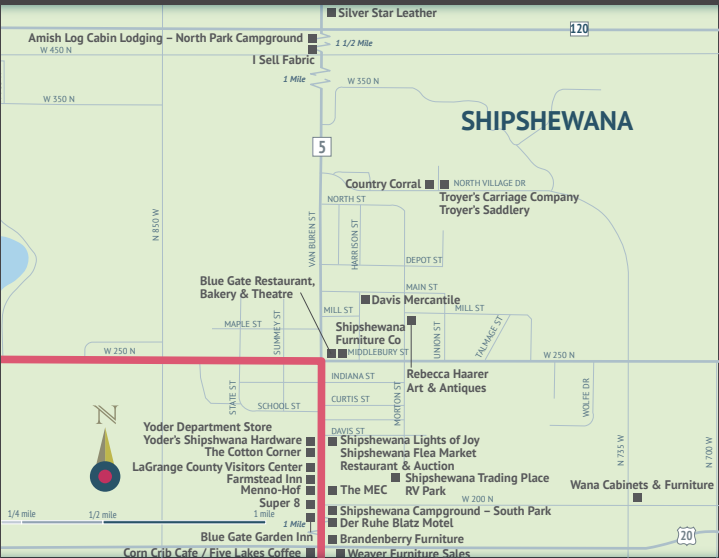 Silver Star Leather
120
Amish Log Cabin Lodging – North Park Campground
1 1/2 Mile
W 450 N
I Sell Fabric
1 Mile
W 350 N
W 350 N
SHIPSHEWANA
5
Country Corral
NORTH VILLAGE DR
Troyer's Carriage Company
Troyer's Saddlery
NORTH ST
N 850 W
VAN BUREN ST
HARRISON ST
DEPOT ST
Blue Gate Restaurant,
Bakery & Theatre
MAIN ST
Davis Mercantile
MILL ST
MILL ST
MAPLE ST
SUMMEY ST
Shipshewana
Furniture Co
UNION ST
TALMAGE ST
W 250 N
MIDDLEBURY ST
W 250 N
Rebecca Haarer
Art & Antiques
INDIANA ST
STATE ST
SCHOOL ST
CURTIS ST
MORTON ST
WOLFE DR
N
DAVIS ST
Yoder Department Store
Yoder's Shipshwana Hardware
The Cotton Corner
LaGrange County Visitors Center
Farmstead Inn
Menno-Hof
Super 8
Shipshewana Lights of Joy
Shipshewana Flea Market
Restaurant & Auction
Shipshewana Trading Place
RV Park
The MEC
N 735 W
N 700 W
Wana Cabinets & Furniture
W 200 N
1/4 mile
1/2 mile
1 mile
1 Mile
Shipshewana Campground – South Park
Der Ruhe Blatz Motel
Blue Gate Garden Inn
Brandenberry Furniture
20
Corn Crib Cafe / Five Lakes Coffee
Weaver Furniture Sales